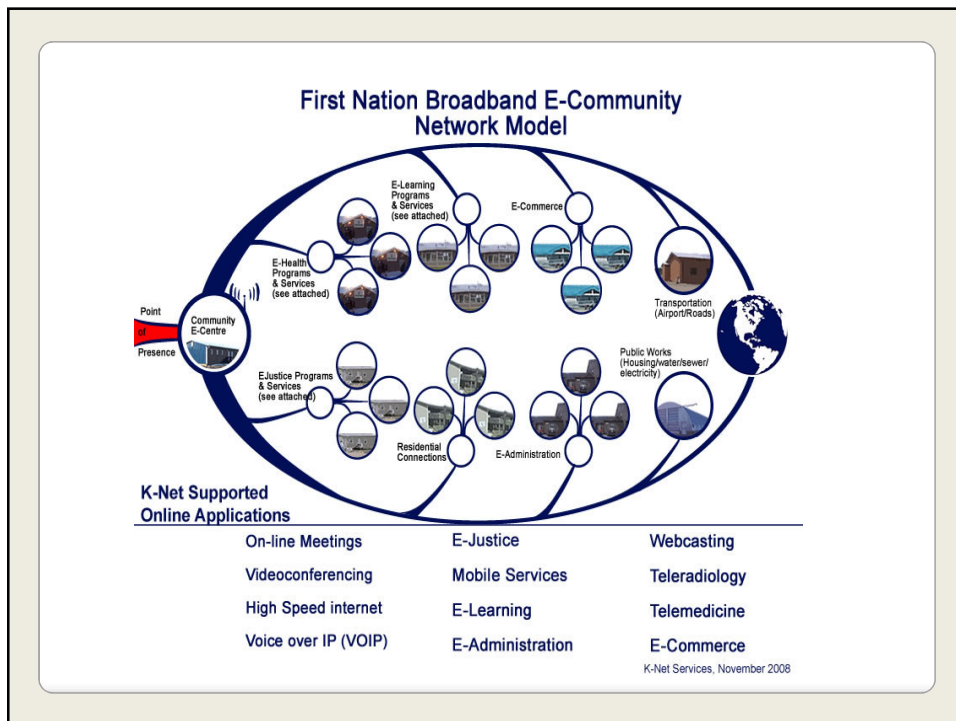 First Nation Broadband E-Community
Network Model
E-Learning
Programs
& Services
(see attached)
E-Commerce
E-Health
Programs
& Services
(see attached)
Transportation
(Airport/Roads)
Point
of
Presence
Community
E-Centre
Public Works
(Housing/water/sewer/
electricity)
EJustice Programs
& Services
(see attached)
Residential
Connections
E-Administration
K-Net Supported
Online Applications
On-line Meetings
Videoconferencing
High Speed internet
Voice over IP (VOIP)
E-Justice
Mobile Services
E-Learning
E-Administration
Webcasting
Teleradiology
Telemedicine
E-Commerce
K-Net Services, November 2008